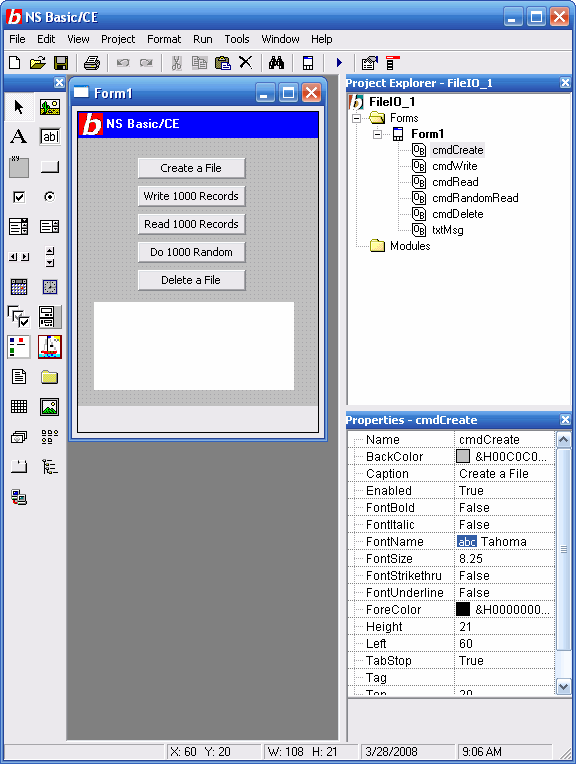 b NS Basic/CE
File Edit View Project Format Run Tools Window Help
A
ab|
xy
Form1
b NS Basic/CE
Create a File
Write 1000 Records
Read 1000 Records
Do 1000 Random
Delete a File
Project Explorer - FileIO_1
FileIO_1
Forms
Form1
cmdCreate
cmdWrite
cmdRead
cmdRandomRead
cmdDelete
txtMsg
Modules
Properties - cmdCreate
Name cmdCreate
BackColor &H00C0C0...
Caption Create a File
Enabled True
FontBold False
FontItalic False
FontName abc Tahoma
FontSize 8.25
FontStrikethru False
FontUnderline False
ForeColor &H0000000...
Height 21
Left 60
TabStop True
Tag
Top 20
X: 60 Y: 20 W: 108 H: 21 3/28/2008 9:06 AM